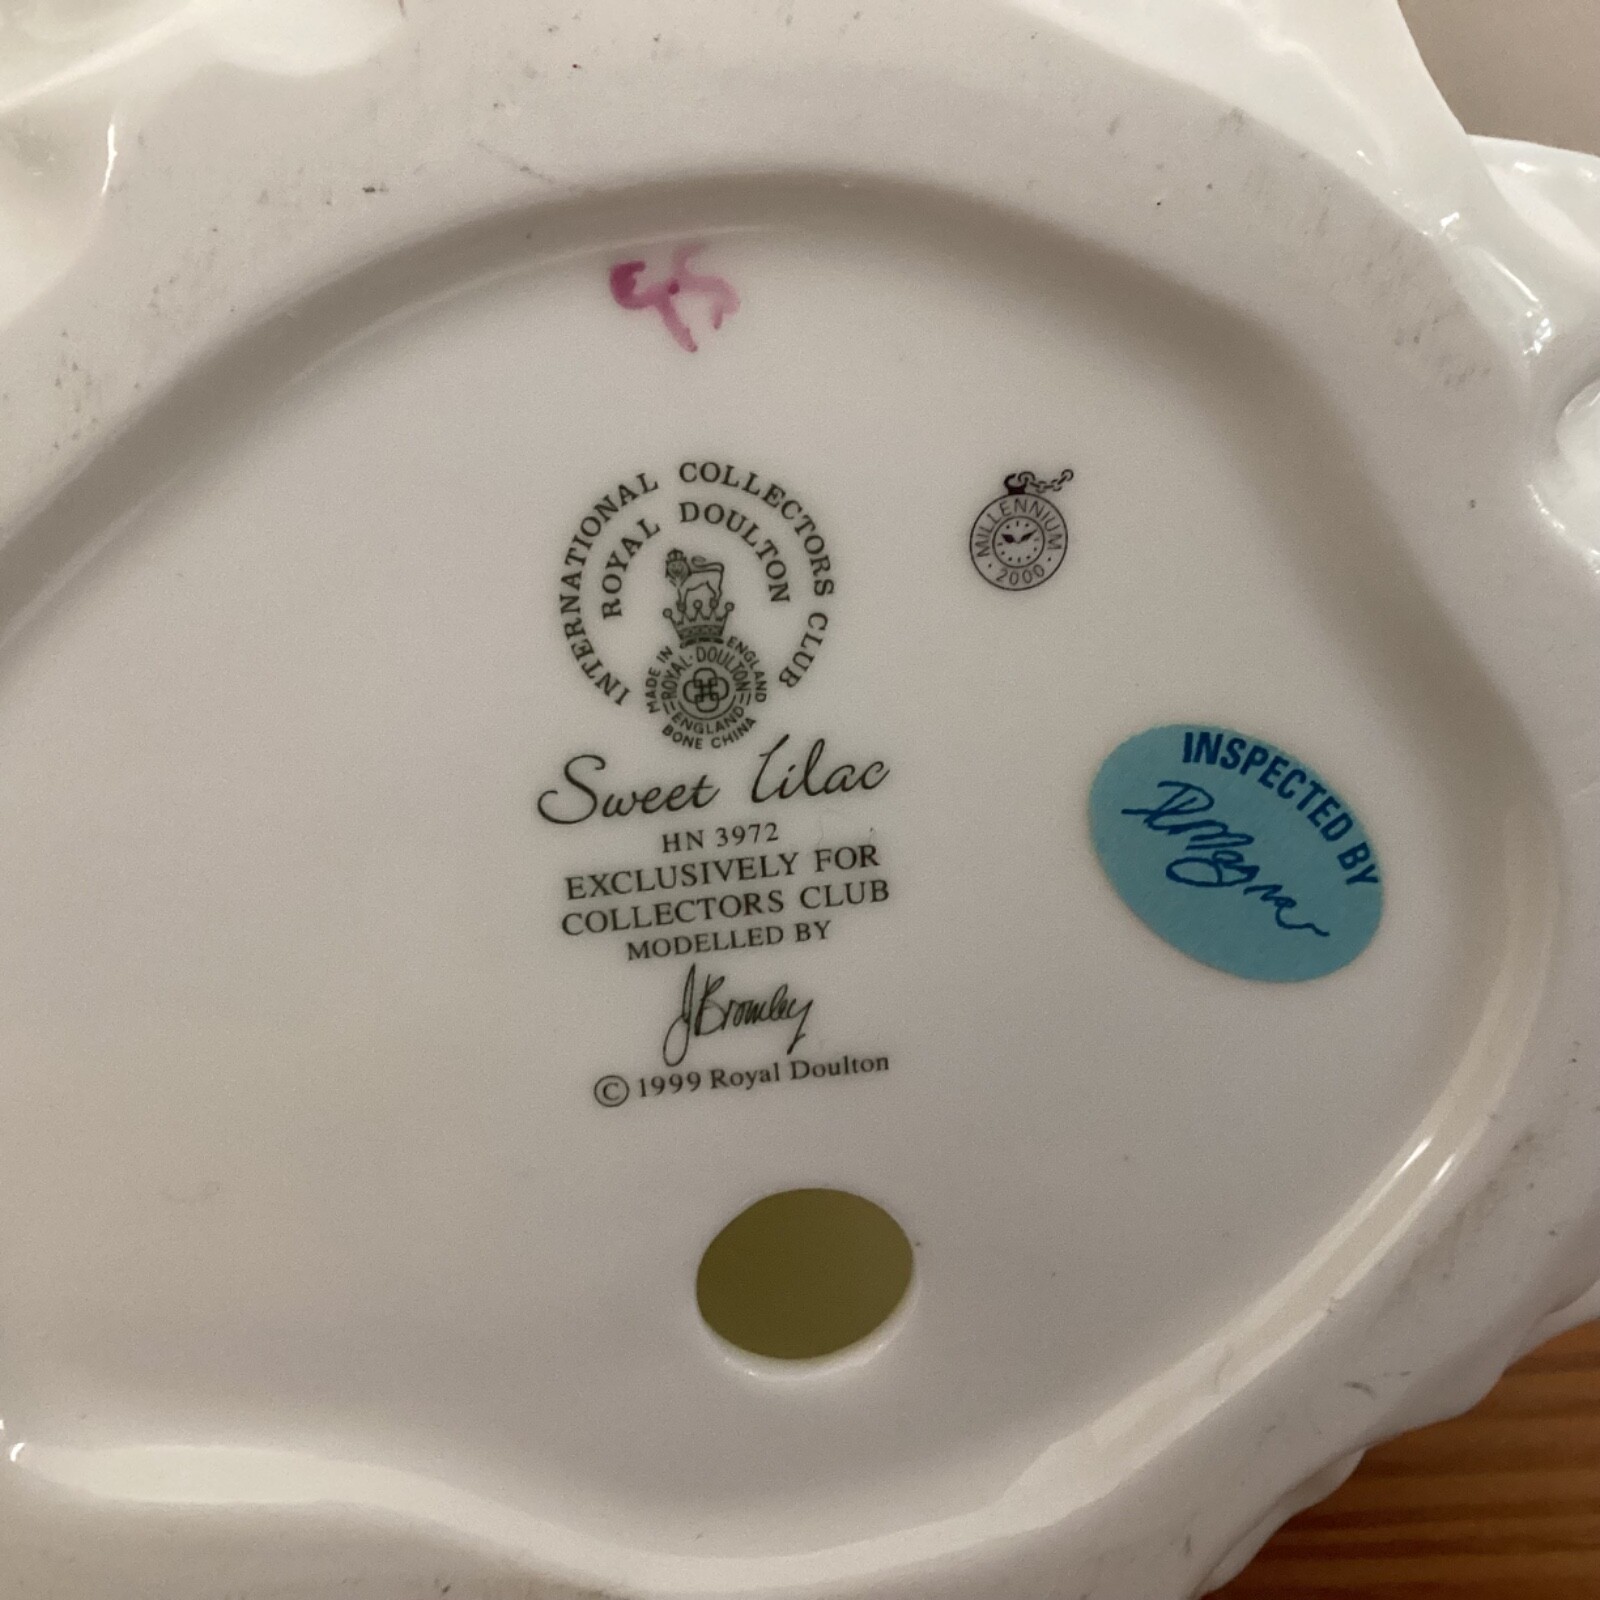 INTERNATIONAL COLLECTORS CLUB
ROYAL DOULTON
MADE IN ENGLAND
ROYAL·DOULTON
ENGLAND
BONE CHINA
Sweet Lilac
HN 3972
EXCLUSIVELY FOR
COLLECTORS CLUB
MODELLED BY
JBromley
© 1999 Royal Doulton
MILLENNIUM
· 2000 ·
INSPECTED BY